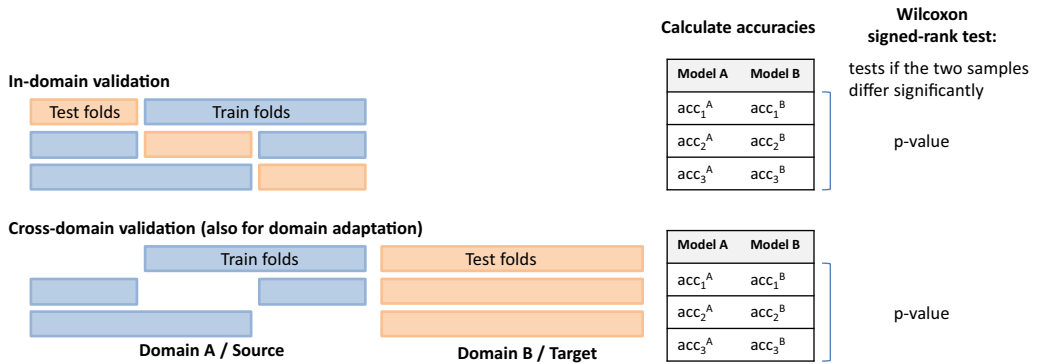 Calculate accuracies
Wilcoxon
signed-rank test:
tests if the two samples
differ significantly
In-domain validation
Test folds
Train folds
Model A Model B
acc₁ᴬ acc₁ᴮ
acc₂ᴬ acc₂ᴮ
acc₃ᴬ acc₃ᴮ
p-value
Cross-domain validation (also for domain adaptation)
Train folds
Test folds
Domain A / Source
Domain B / Target
Model A Model B
acc₁ᴬ acc₁ᴮ
acc₂ᴬ acc₂ᴮ
acc₃ᴬ acc₃ᴮ
p-value